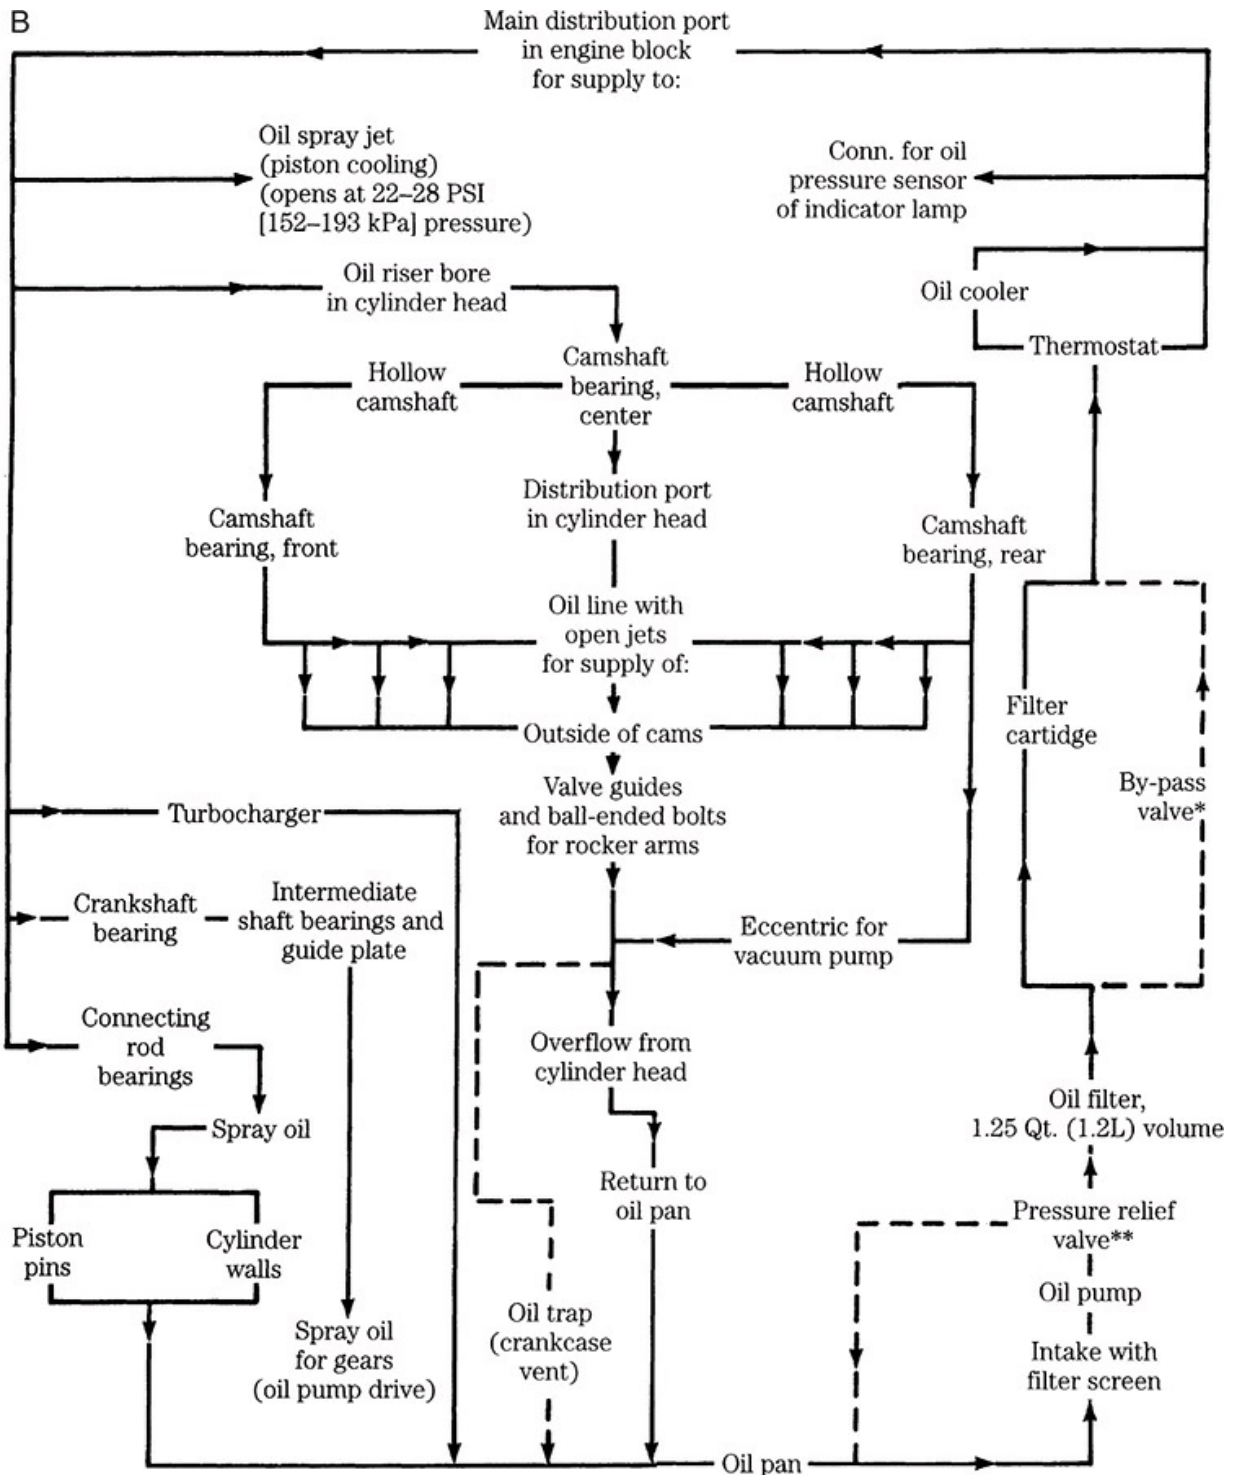 B
Main distribution port
in engine block
for supply to:
Oil spray jet
(piston cooling)
(opens at 22–28 PSI
[152–193 kPa] pressure)
Conn. for oil
pressure sensor
of indicator lamp
Oil riser bore
in cylinder head
Oil cooler
Thermostat
Hollow
camshaft
Camshaft
bearing,
center
Hollow
camshaft
Distribution port
in cylinder head
Camshaft
bearing, front
Camshaft
bearing, rear
Oil line with
open jets
for supply of:
Outside of cams
Filter
cartidge
By-pass
valve*
Valve guides
and ball-ended bolts
for rocker arms
Turbocharger
Crankshaft
bearing
Intermediate
shaft bearings and
guide plate
Eccentric for
vacuum pump
Connecting
rod
bearings
Overflow from
cylinder head
Oil filter,
1.25 Qt. (1.2L) volume
Spray oil
Return to
oil pan
Pressure relief
valve**
Piston
pins
Cylinder
walls
Oil pump
Oil trap
(crankcase
vent)
Spray oil
for gears
(oil pump drive)
Intake with
filter screen
Oil pan